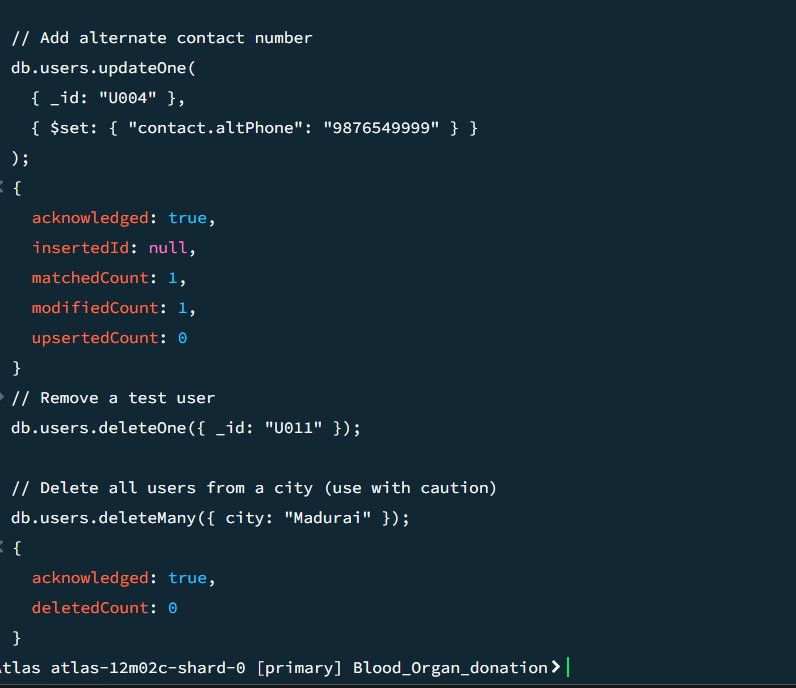 // Add alternate contact number
db.users.updateOne(
  { _id: "U004" },
  { $set: { "contact.altPhone": "9876549999" } }
);
{
  acknowledged: true,
  insertedId: null,
  matchedCount: 1,
  modifiedCount: 1,
  upsertedCount: 0
}
// Remove a test user
db.users.deleteOne({ _id: "U011" });
// Delete all users from a city (use with caution)
db.users.deleteMany({ city: "Madurai" });
{
  acknowledged: true,
  deletedCount: 0
}
tlas atlas-12m02c-shard-0 [primary] Blood_Organ_donation>